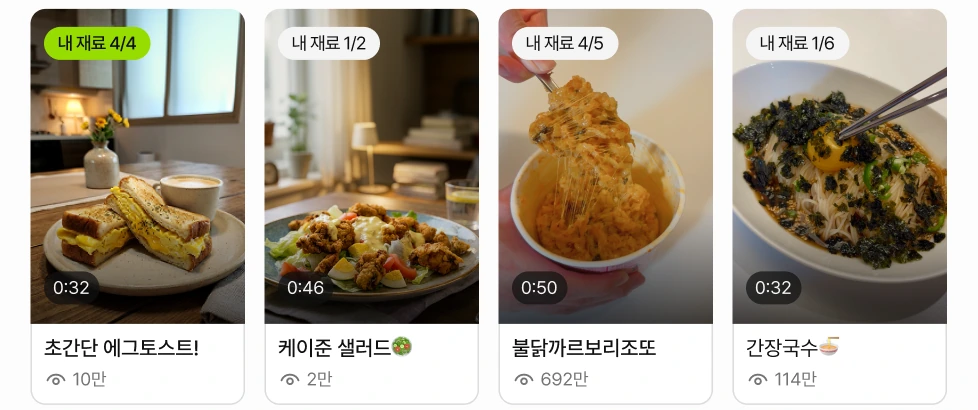 내 재료 4/4
0:32
초간단 에그토스트!
10만
내 재료 1/2
0:46
케이준 샐러드🥗
2만
내 재료 4/5
0:50
불닭까르보리조또
692만
내 재료 1/6
0:32
간장국수🍜
114만